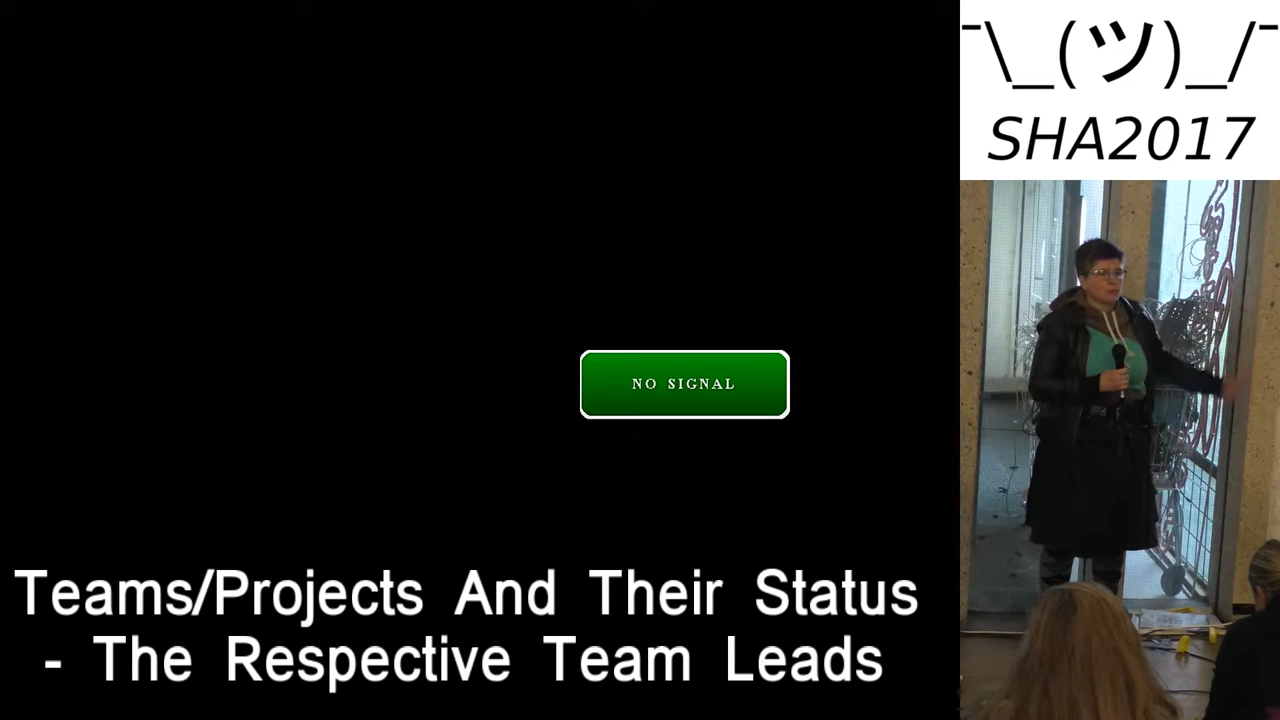 ¯\_(ツ)_/¯
SHA2017
NO SIGNAL
Teams/Projects And Their Status
- The Respective Team Leads